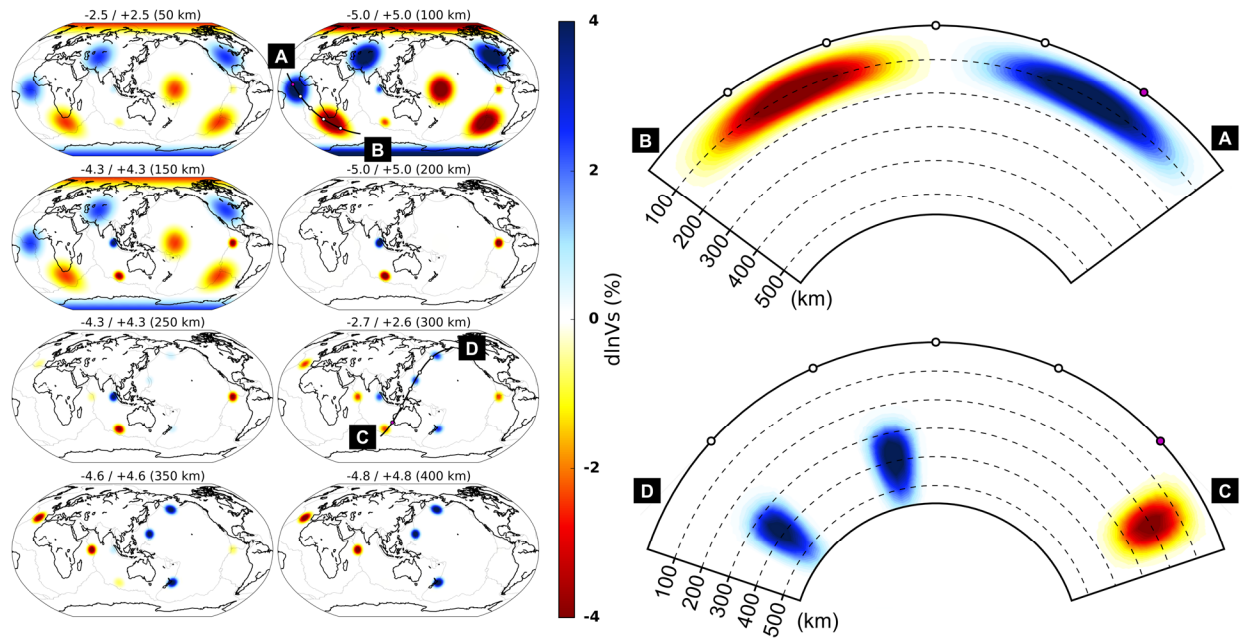 -2.5 / +2.5 (50 km)
-5.0 / +5.0 (100 km)
A
B
-4.3 / +4.3 (150 km)
-5.0 / +5.0 (200 km)
-4.3 / +4.3 (250 km)
-2.7 / +2.6 (300 km)
D
C
-4.6 / +4.6 (350 km)
-4.8 / +4.8 (400 km)
4
2
0
-2
-4
dlnVs (%)
B
A
100
200
300
400
500
(km)
D
C
100
200
300
400
500
(km)